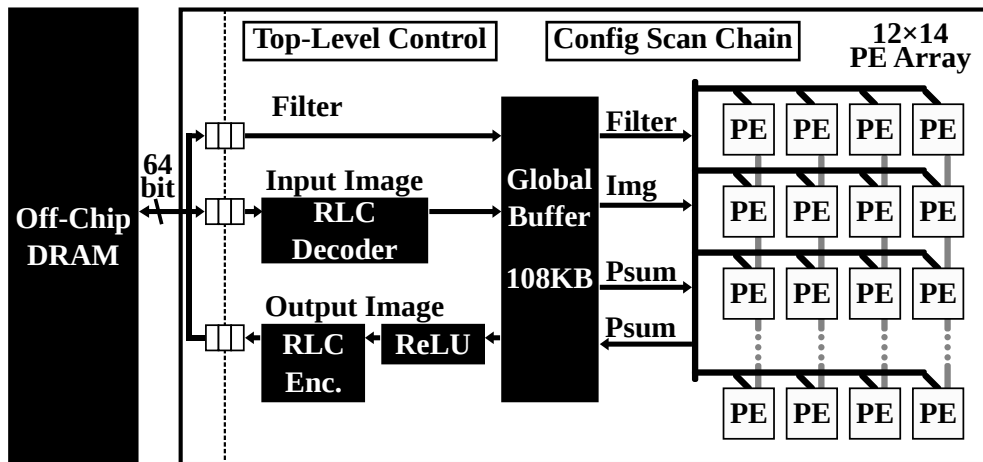 Top-Level Control
Config Scan Chain
12×14
PE Array
Off-Chip
DRAM
64
bit
Filter
Input Image
RLC
Decoder
Output Image
RLC
Enc.
ReLU
Global
Buffer
108KB
Filter
Img
Psum
Psum
PE PE PE PE
PE PE PE PE
PE PE PE PE
PE PE PE PE